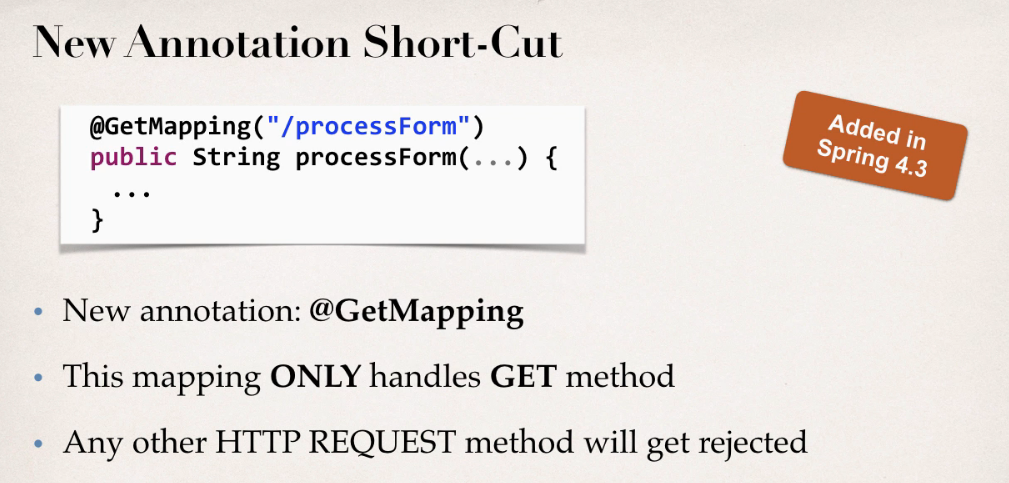 New Annotation Short-Cut
@GetMapping("/processForm")
public String processForm(...) {
...
}
Added in
Spring 4.3
• New annotation: @GetMapping
• This mapping ONLY handles GET method
• Any other HTTP REQUEST method will get rejected